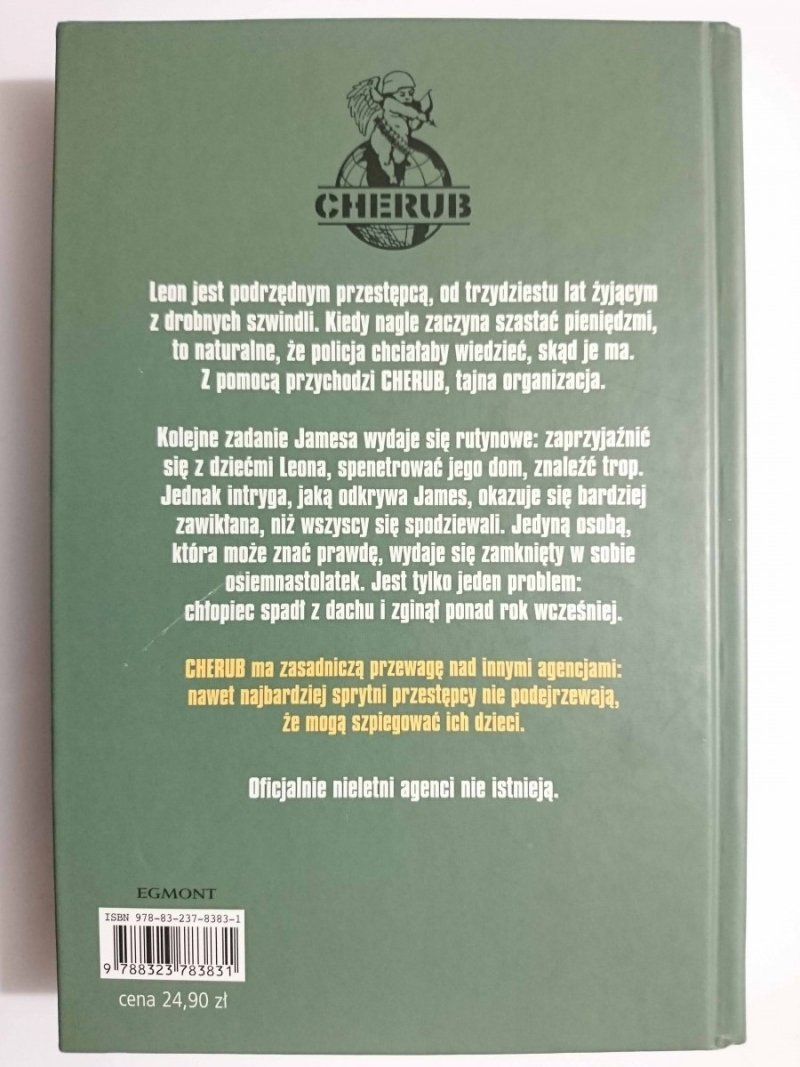 CHERUB
Leon jest podrzędnym przestępcą, od trzydziestu lat żyjącym
z drobnych szwindli. Kiedy nagle zaczyna szastać pieniędzmi,
to naturalne, że policja chciałaby wiedzieć, skąd je ma.
Z pomocą przychodzi CHERUB, tajna organizacja.
Kolejne zadanie Jamesa wydaje się rutynowe: zaprzyjaźnić
się z dziećmi Leona, spenetrować jego dom, znaleźć trop.
Jednak intryga, jaką odkrywa James, okazuje się bardziej
zawikłana, niż wszyscy się spodziewali. Jedyną osobą,
która może znać prawdę, wydaje się zamknięty w sobie
osiemnastolatek. Jest tylko jeden problem:
chłopiec spadł z dachu i zginął ponad rok wcześniej.
CHERUB ma zasadniczą przewagę nad innymi agencjami:
nawet najbardziej sprytni przestępcy nie podejrzewają,
że mogą szpiegować ich dzieci.
Oficjalnie nieletni agenci nie istnieją.
EGMONT
ISBN 978-83-237-8383-1
9 788323 783831
cena 24,90 zł